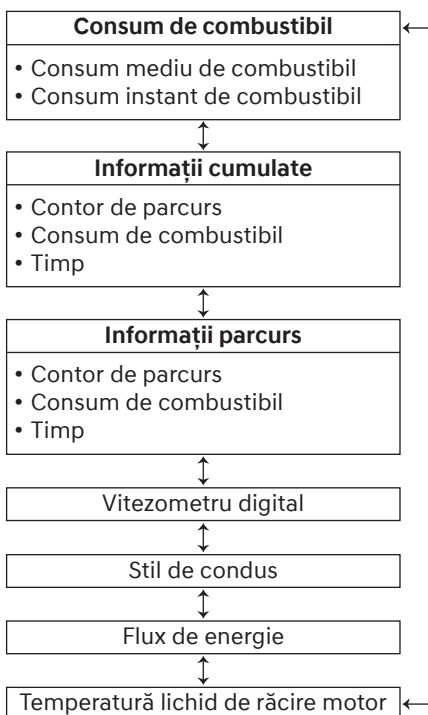 Consum de combustibil
• Consum mediu de combustibil
• Consum instant de combustibil
Informații cumulate
• Contor de parcurs
• Consum de combustibil
• Timp
Informații parcurs
• Contor de parcurs
• Consum de combustibil
• Timp
Vitezometru digital
Stil de condus
Flux de energie
Temperatură lichid de răcire motor